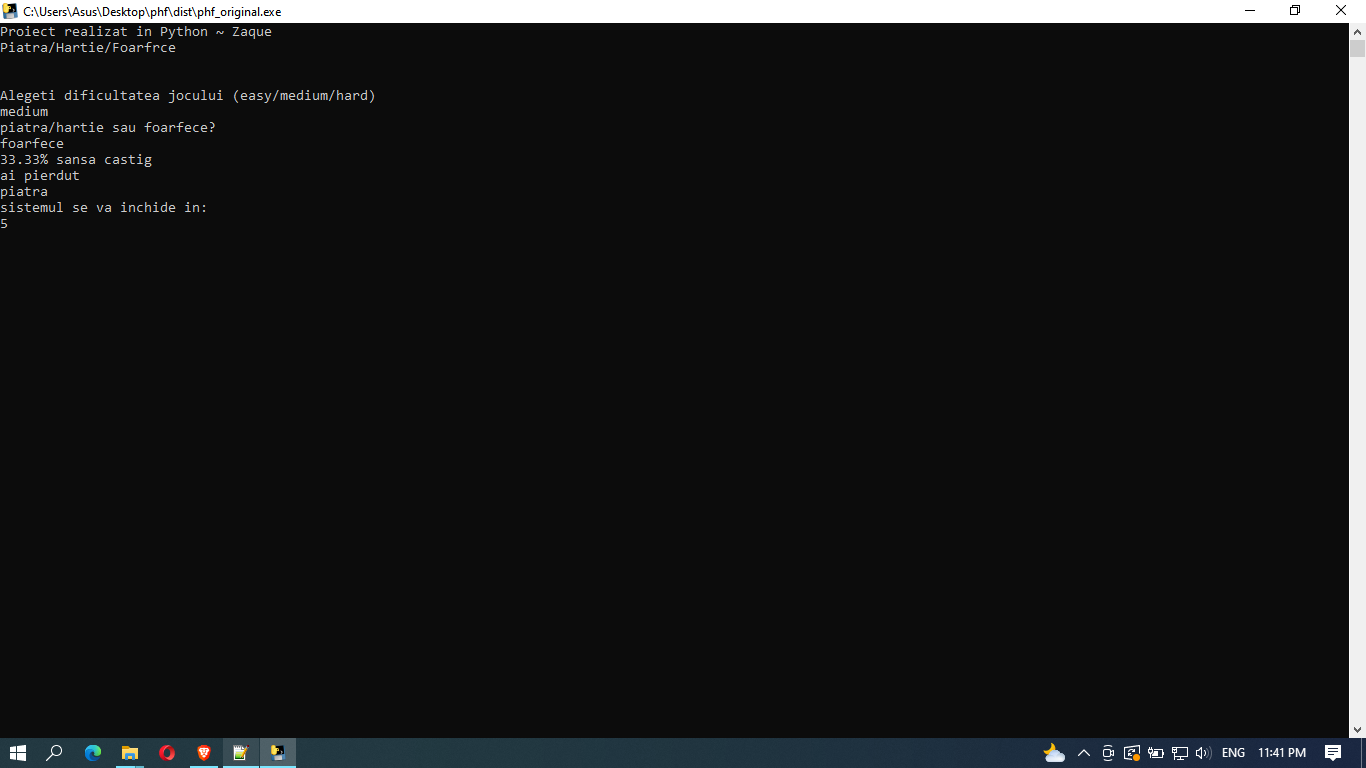 C:\Users\Asus\Desktop\phf\dist\phf_original.exe
Proiect realizat in Python ~ Zaque
Piatra/Hartie/Foarfrce
Alegeti dificultatea jocului (easy/medium/hard)
medium
piatra/hartie sau foarfece?
foarfece
33.33% sansa castig
ai pierdut
piatra
sistemul se va inchide in:
5
ENG 11:41 PM